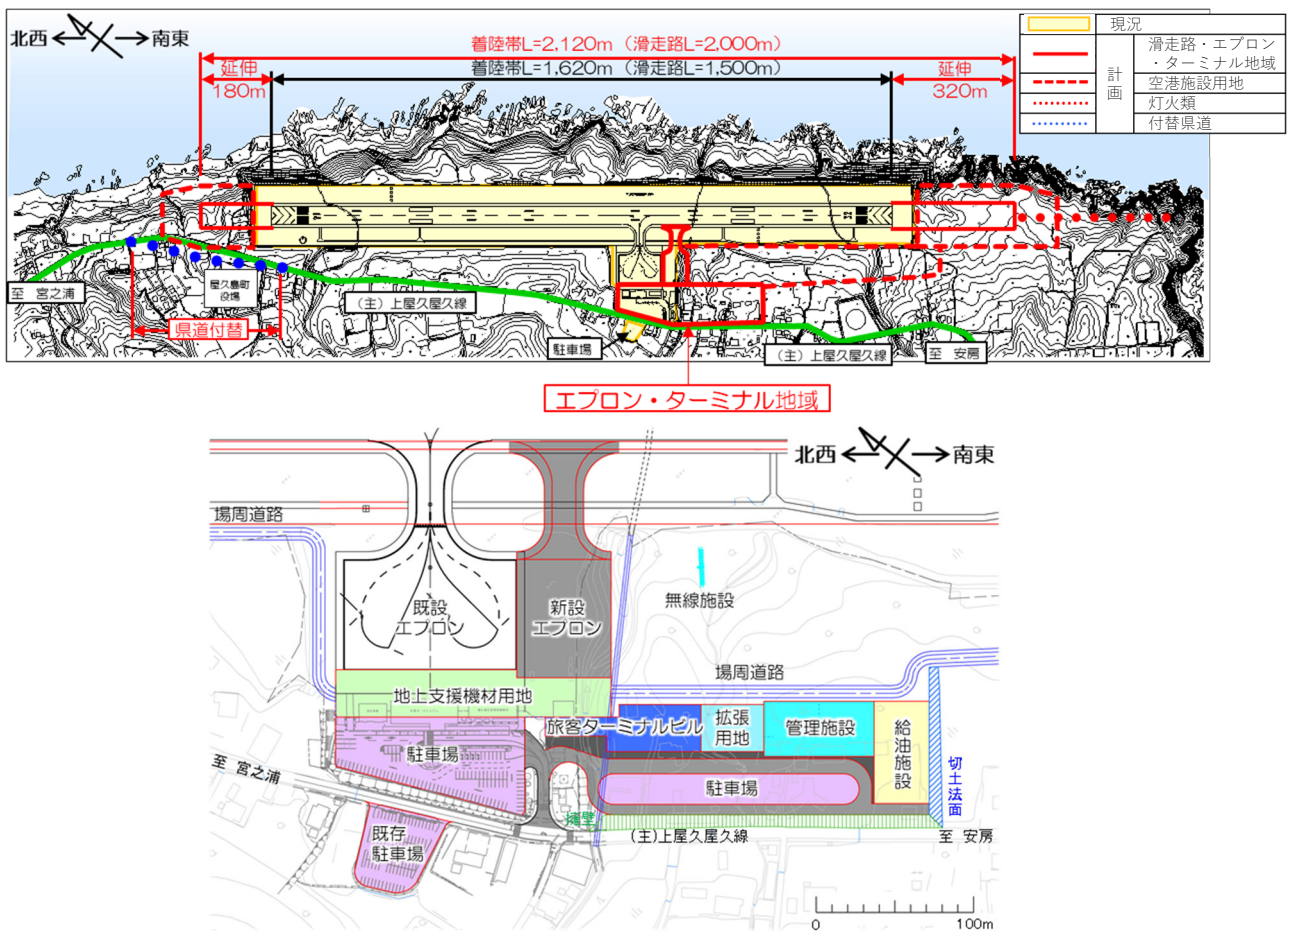 北西
南東
着陸帯L=2,120m（滑走路L=2,000m）
延伸
180m
着陸帯L=1,620m（滑走路L=1,500m）
延伸
320m
現況
計画
滑走路・エプロン
・ターミナル地域
空港施設用地
灯火類
付替県道
至 宮之浦
屋久島町
役場
（主）上屋久屋久線
県道付替
駐車場
（主）上屋久屋久線
至 安房
エプロン・ターミナル地域
北西
南東
場周道路
既設
エプロン
新設
エプロン
無線施設
場周道路
地上支援機材用地
旅客ターミナルビル
拡張
用地
管理施設
給油施設
切土法面
駐車場
至 宮之浦
駐車場
擁壁
既存
駐車場
(主)上屋久屋久線
至 安房
0
100m